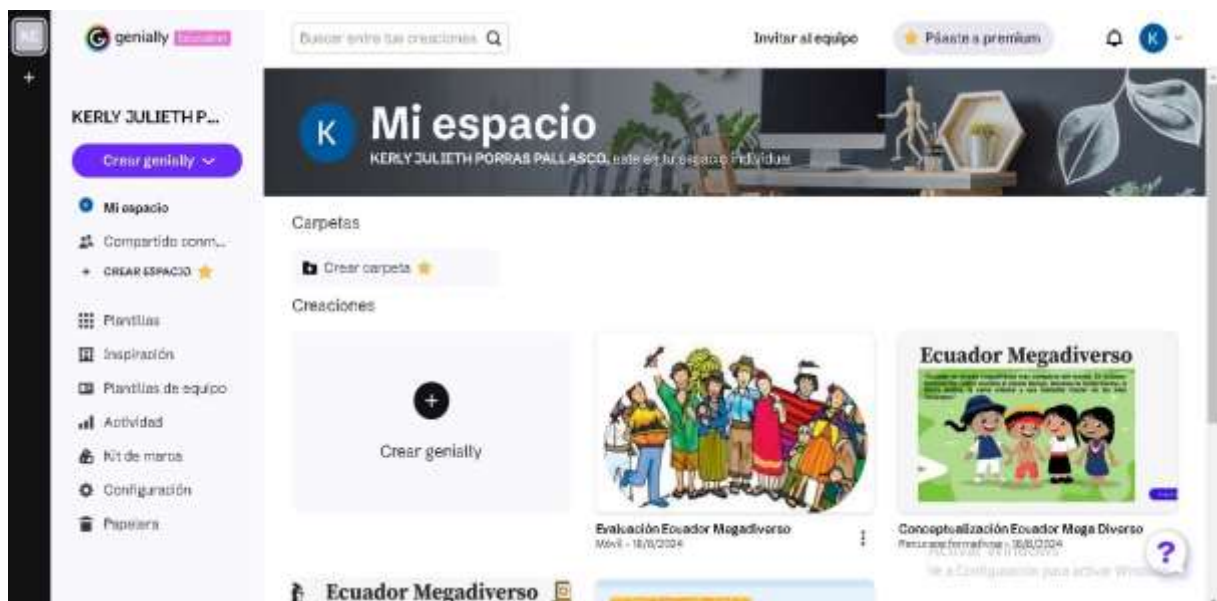 genially
Buscar entre tus creaciones
Invitar al equipo
Pásate a premium
K
KERLY JULIETH P...
Crear genially
Mi espacio
Compartido conm...
CREAR ESPACIO
Plantillas
Inspiración
Plantillas de equipo
Actividad
Kit de marca
Configuración
Papelera
K
Mi espacio
KERLY JULIETH PORRAS PALLASCO, este es tu espacio individual
Carpetas
Crear carpeta
Creaciones
Crear genially
Evaluación Ecuador Megadiverso
Móvil - 18/8/2024
Ecuador Megadiverso
Conceptualización Ecuador Mega Diverso
Activar Windows
Ve a Configuración para activar
?
Ecuador Megadiverso